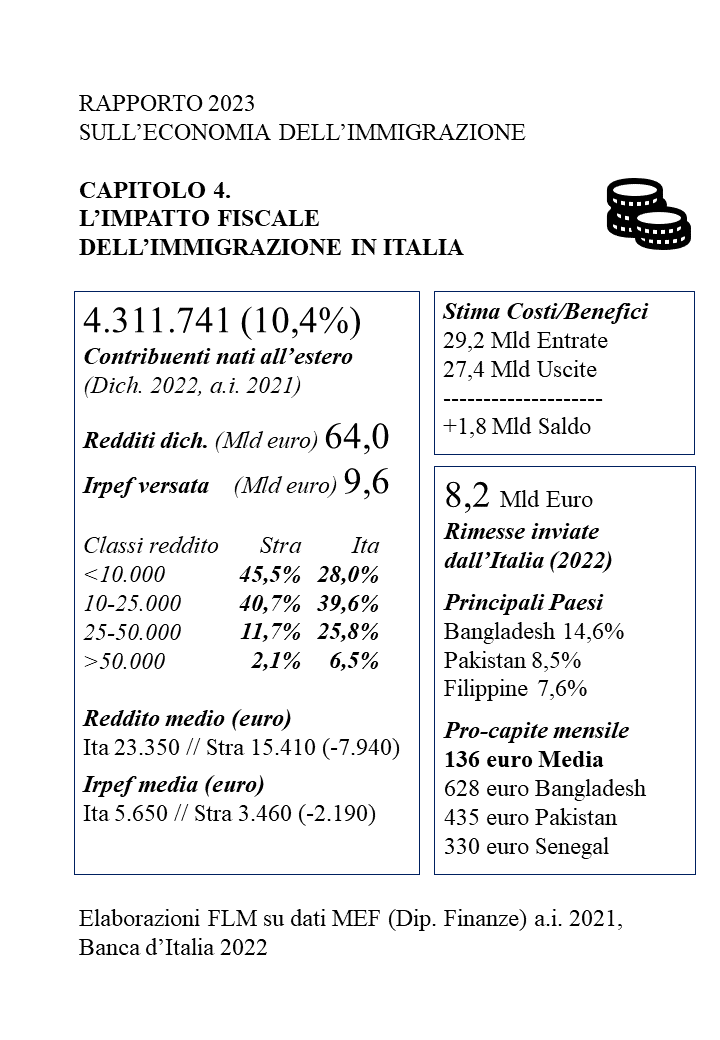 RAPPORTO 2023
SULL'ECONOMIA DELL'IMMIGRAZIONE
CAPITOLO 4.
L'IMPATTO FISCALE
DELL'IMMIGRAZIONE IN ITALIA
4.311.741 (10,4%)
Contribuenti nati all'estero
(Dich. 2022, a.i. 2021)
Redditi dich. (Mld euro) 64,0
Irpef versata (Mld euro) 9,6
Classi reddito Stra Ita
<10.000 45,5% 28,0%
10-25.000 40,7% 39,6%
25-50.000 11,7% 25,8%
>50.000 2,1% 6,5%
Reddito medio (euro)
Ita 23.350 // Stra 15.410 (-7.940)
Irpef media (euro)
Ita 5.650 // Stra 3.460 (-2.190)
Stima Costi/Benefici
29,2 Mld Entrate
27,4 Mld Uscite
--------------------
+1,8 Mld Saldo
8,2 Mld Euro
Rimesse inviate
dall'Italia (2022)
Principali Paesi
Bangladesh 14,6%
Pakistan 8,5%
Filippine 7,6%
Pro-capite mensile
136 euro Media
628 euro Bangladesh
435 euro Pakistan
330 euro Senegal
Elaborazioni FLM su dati MEF (Dip. Finanze) a.i. 2021,
Banca d'Italia 2022